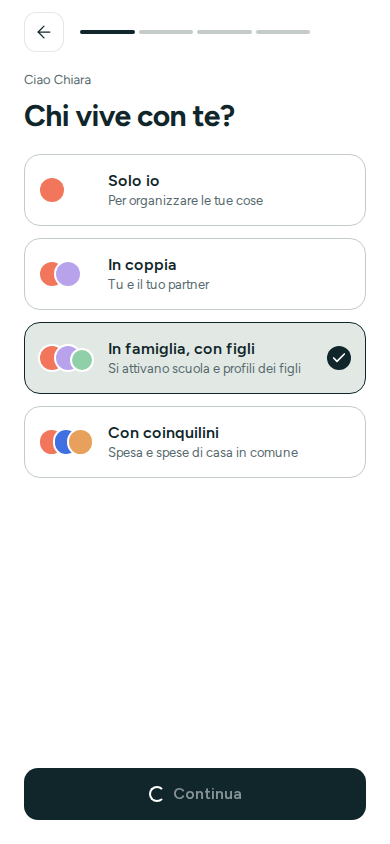 Ciao Chiara
Chi vive con te?
Solo io
Per organizzare le tue cose
In coppia
Tu e il tuo partner
In famiglia, con figli
Si attivano scuola e profili dei figli
Con coinquilini
Spesa e spese di casa in comune
Continua